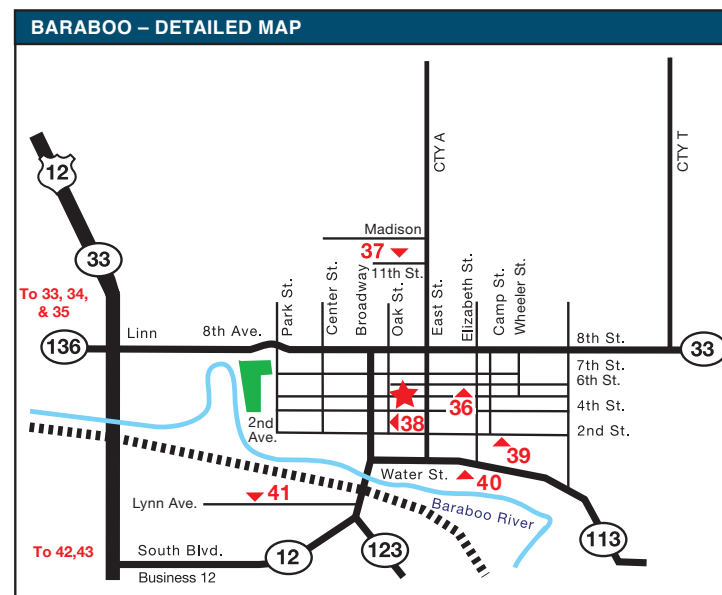 BARABOO – DETAILED MAP
12
33
To 33, 34,
& 35
136
Linn
8th Ave.
Park St.
Center St.
Broadway
Oak St.
East St.
Elizabeth St.
Camp St.
Wheeler St.
CTY A
CTY T
Madison
37
11th St.
8th St.
33
7th St.
6th St.
4th St.
2nd St.
36
38
39
2nd
Ave.
Water St.
40
Baraboo River
41
Lynn Ave.
To 42,43
South Blvd.
Business 12
12
123
113